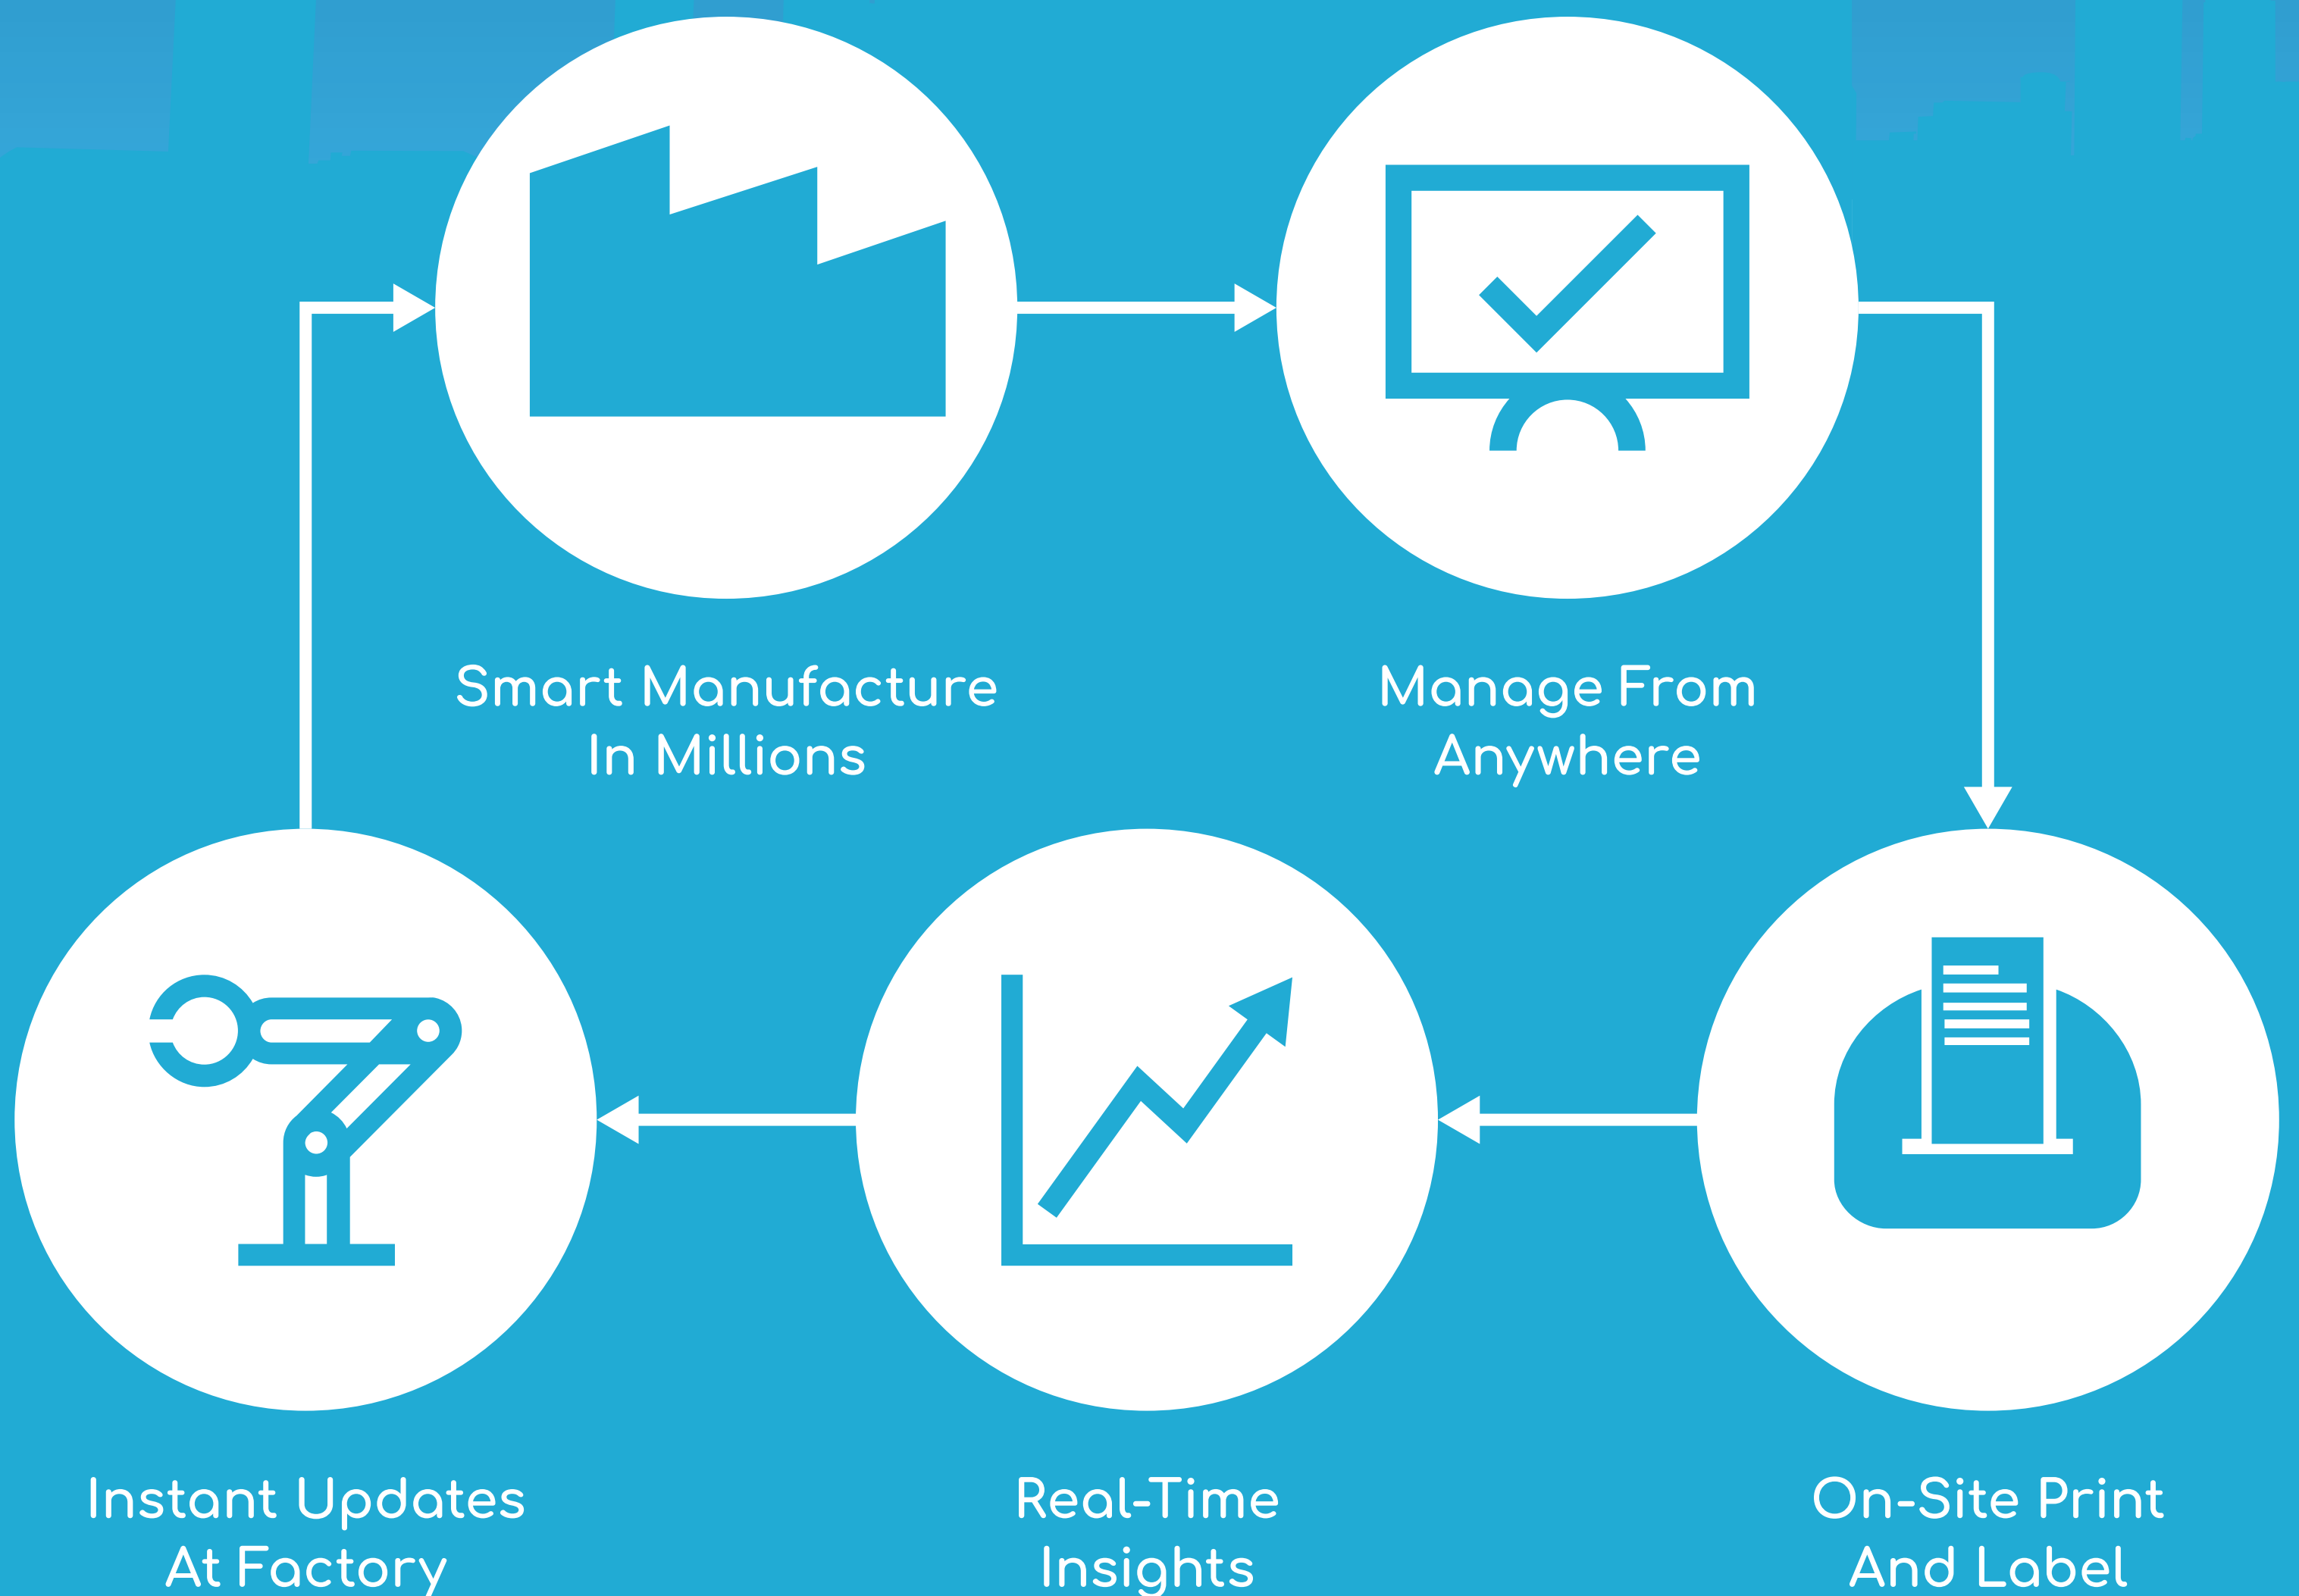 Smart Manufacture
In Millions
Manage From
Anywhere
Instant Updates
At Factory
Real-Time
Insights
On-Site Print
And Label